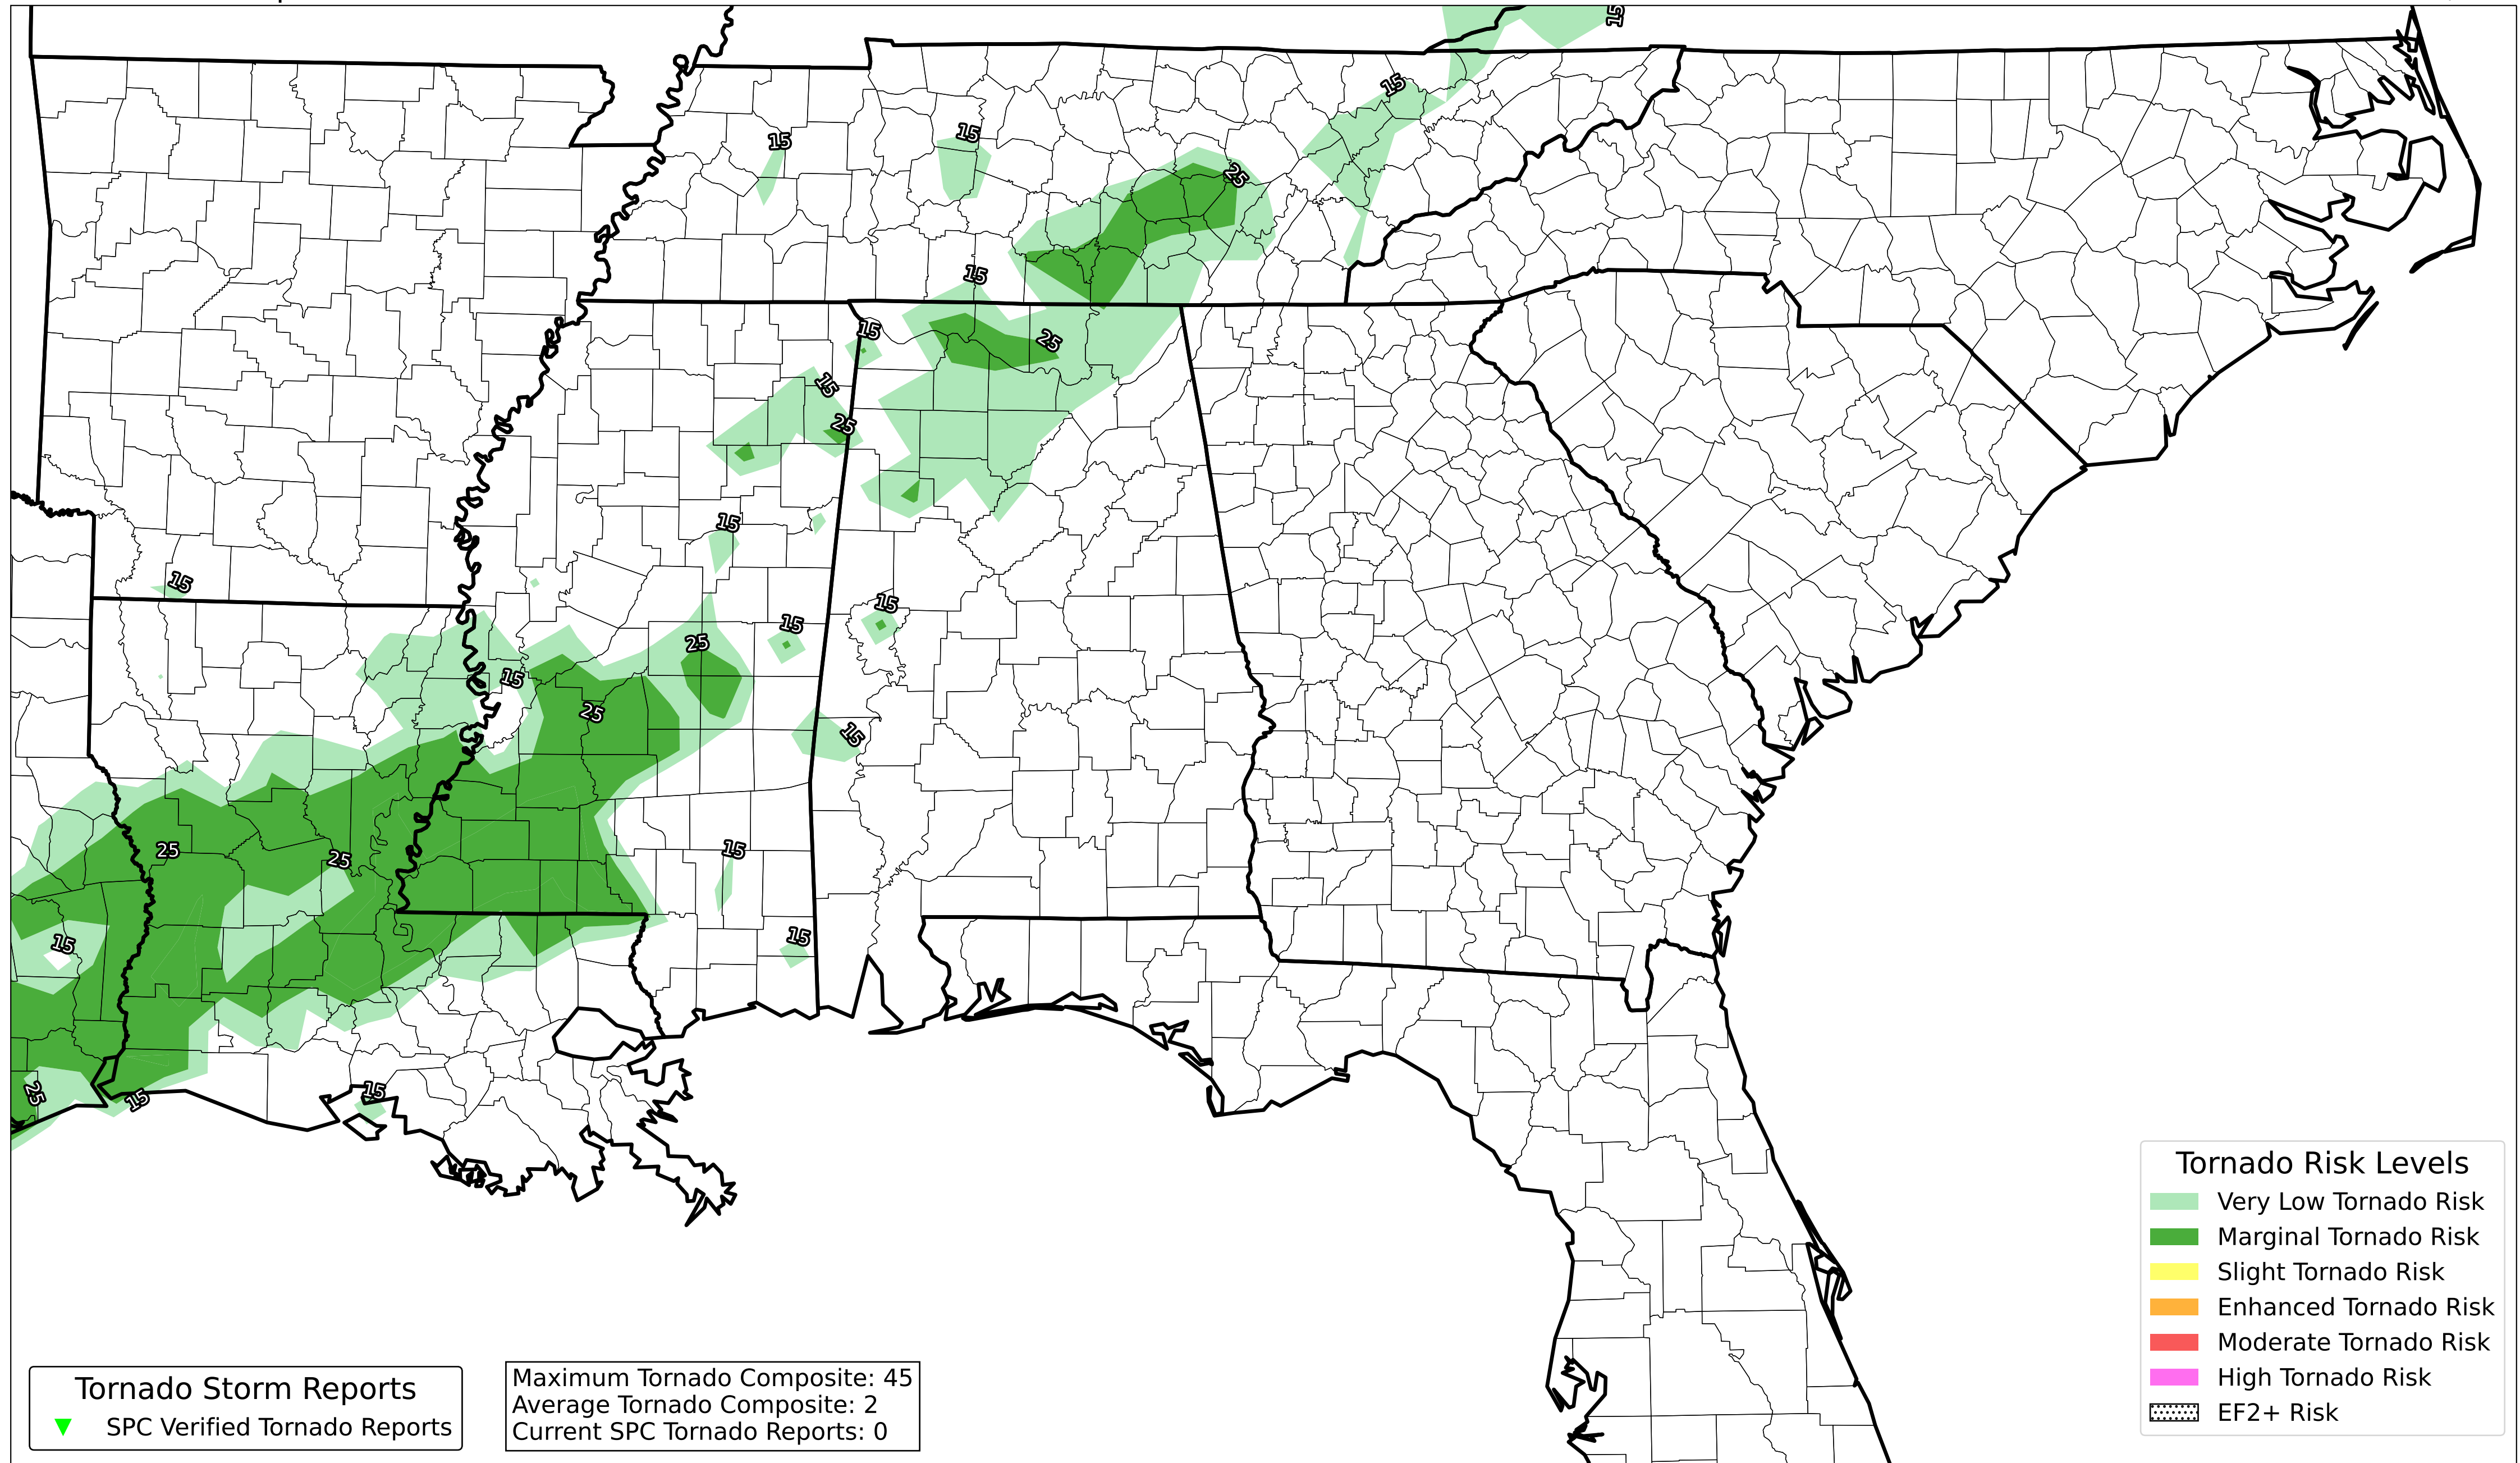 15
15
15
15
25
15
15
25
15
25
15
15
15
15
25
15
25
15
25
25
15
15
15
25
15
15
Tornado Risk Levels
Very Low Tornado Risk
Marginal Tornado Risk
Slight Tornado Risk
Enhanced Tornado Risk
Moderate Tornado Risk
High Tornado Risk
EF2+ Risk
Tornado Storm Reports
SPC Verified Tornado Reports
Maximum Tornado Composite: 45
Average Tornado Composite: 2
Current SPC Tornado Reports: 0